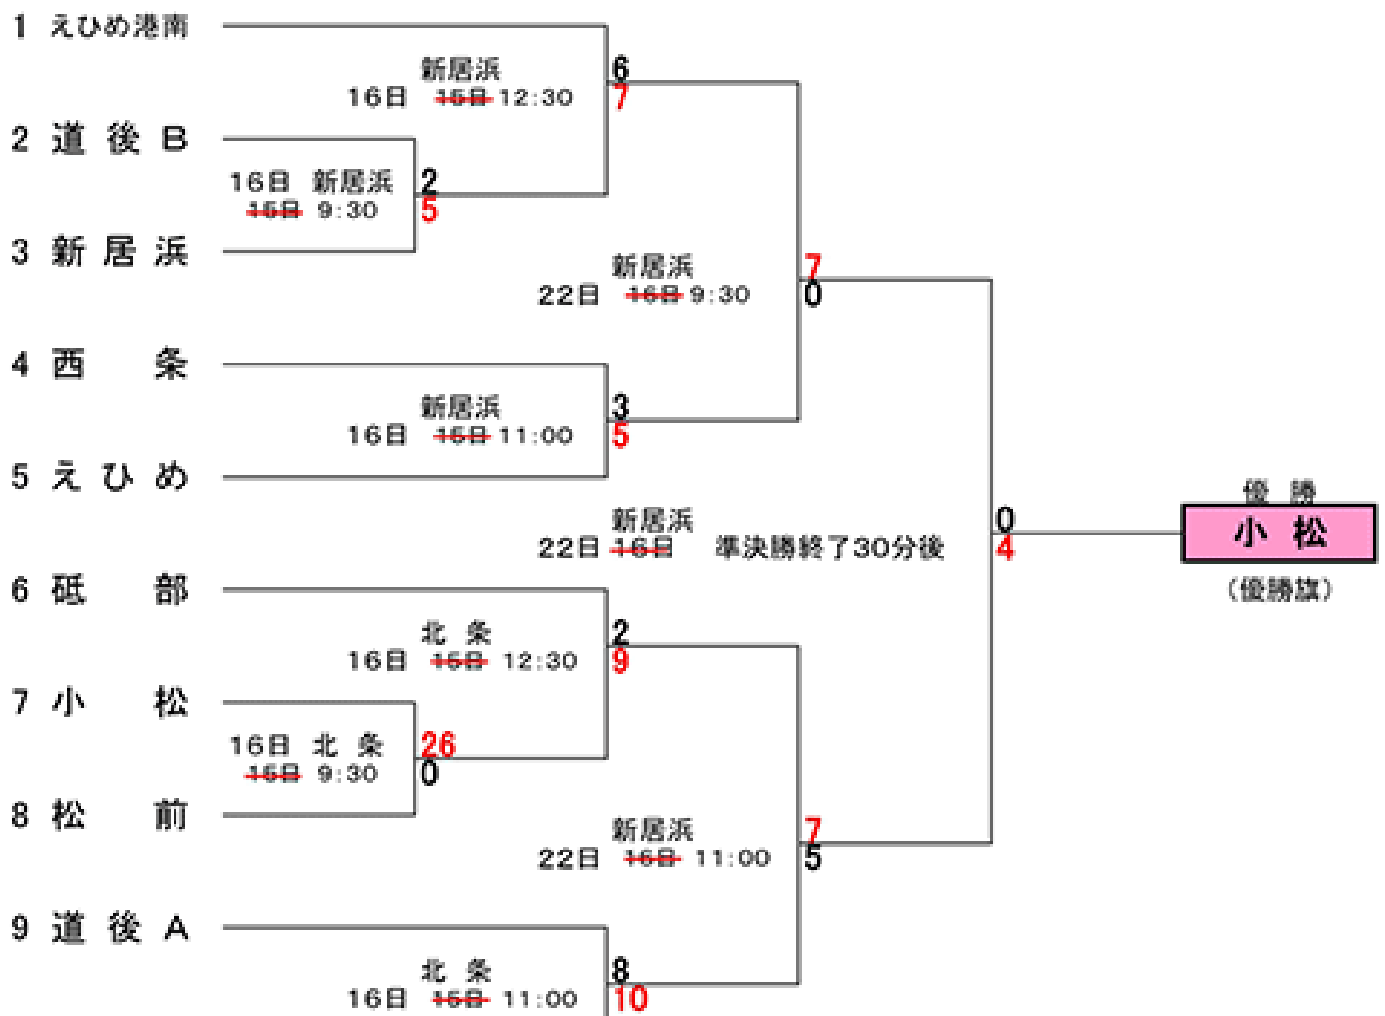 1 えひめ港南
6
新居浜
16日 15日 12:30
7
2 道後B
16日 新居浜
2
15日 9:30
5
3 新居浜
新居浜
7
22日 16日 9:30
0
4 西条
新居浜
3
16日 15日 11:00
5
5 えひめ
優勝
新居浜
0
小松
22日 16日 準決勝終了30分後
4
(優勝旗)
6 砥部
北条
2
16日 15日 12:30
9
7 小松
16日 北条
26
15日 9:30
0
8 松前
新居浜
7
22日 16日 11:00
5
9 道後A
北条
8
16日 15日 11:00
10